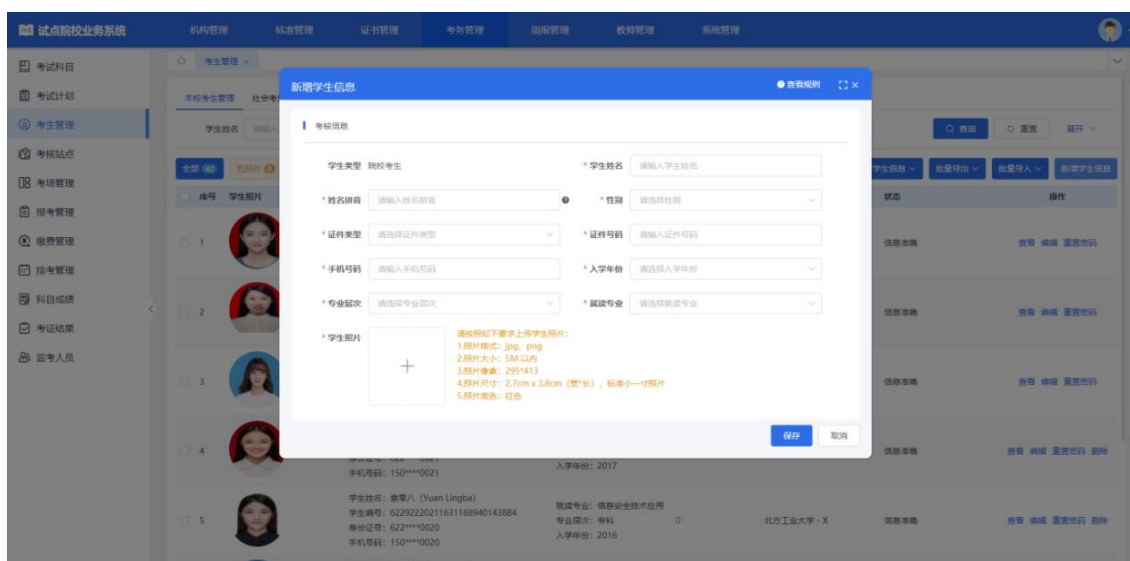 试点院校业务系统
机构管理 标准管理 证书管理 考务管理 周报管理 教师管理 系统管理
考试科目
考试计划
考生管理
考核站点
考场管理
报考管理
缴费管理
排考管理
科目成绩
考证结果
监考人员
考生管理 ×
本校考生管理 社会考
学生姓名 请输入
查询 重置 展开
全部 42 无照片 0
学生信息 批量导出 批量导入 新增学生信息
序号 学生照片 状态 操作
1 信息准确 查看 编辑 重置密码
2 信息准确 查看 编辑 重置密码
3 信息准确 查看 编辑 重置密码
4 信息准确 查看 编辑 重置密码 删除
手机号码：150****0021
入学年份：2017
5
学生姓名：袁零八（Yuan Lingba）
学生编号：62292220211631168940143884
身份证号：622****0020
手机号码：150****0020
就读专业：信息安全技术应用
专业层次：专科
入学年份：2016
0
北方工业大学 - X
信息准确 查看 编辑 重置密码 删除
新增学生信息
查看规则
考核信息
学生类型 院校考生
* 学生姓名 请输入学生姓名
* 姓名拼音 请输入姓名拼音
* 性别 请选择性别
* 证件类型 请选择证件类型
* 证件号码 请输入证件号码
* 手机号码 请输入手机号码
* 入学年份 请选择入学年份
* 专业层次 请选择专业层次
* 就读专业 请选择就读专业
* 学生照片
请按照如下要求上传学生照片：
1.照片格式：jpg、png
2.照片大小：5M 以内
3.照片像素：295*413
4.照片尺寸：2.7cm x 3.8cm（宽*长），标准小一寸照片
5.照片底色：红色
保存 取消